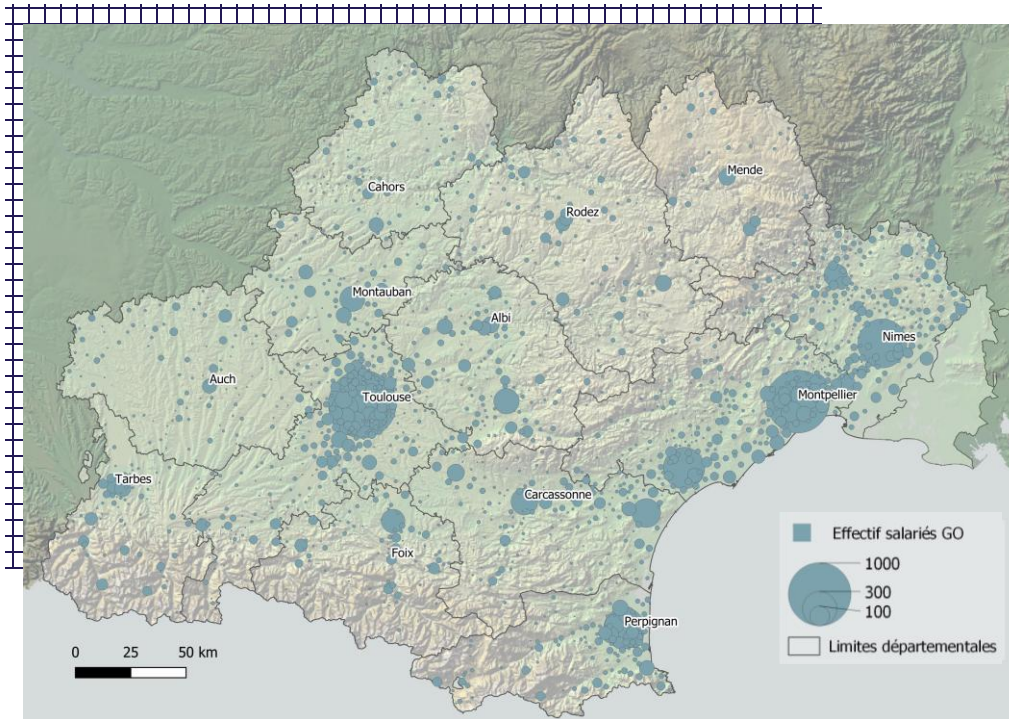 Mende
Cahors
Rodez
Montauban
Albi
Nimes
Auch
Toulouse
Montpellier
Tarbes
Carcassonne
Foix
Perpignan
Effectif salariés GO
1000
300
100
Limites départementales
0 25 50 km